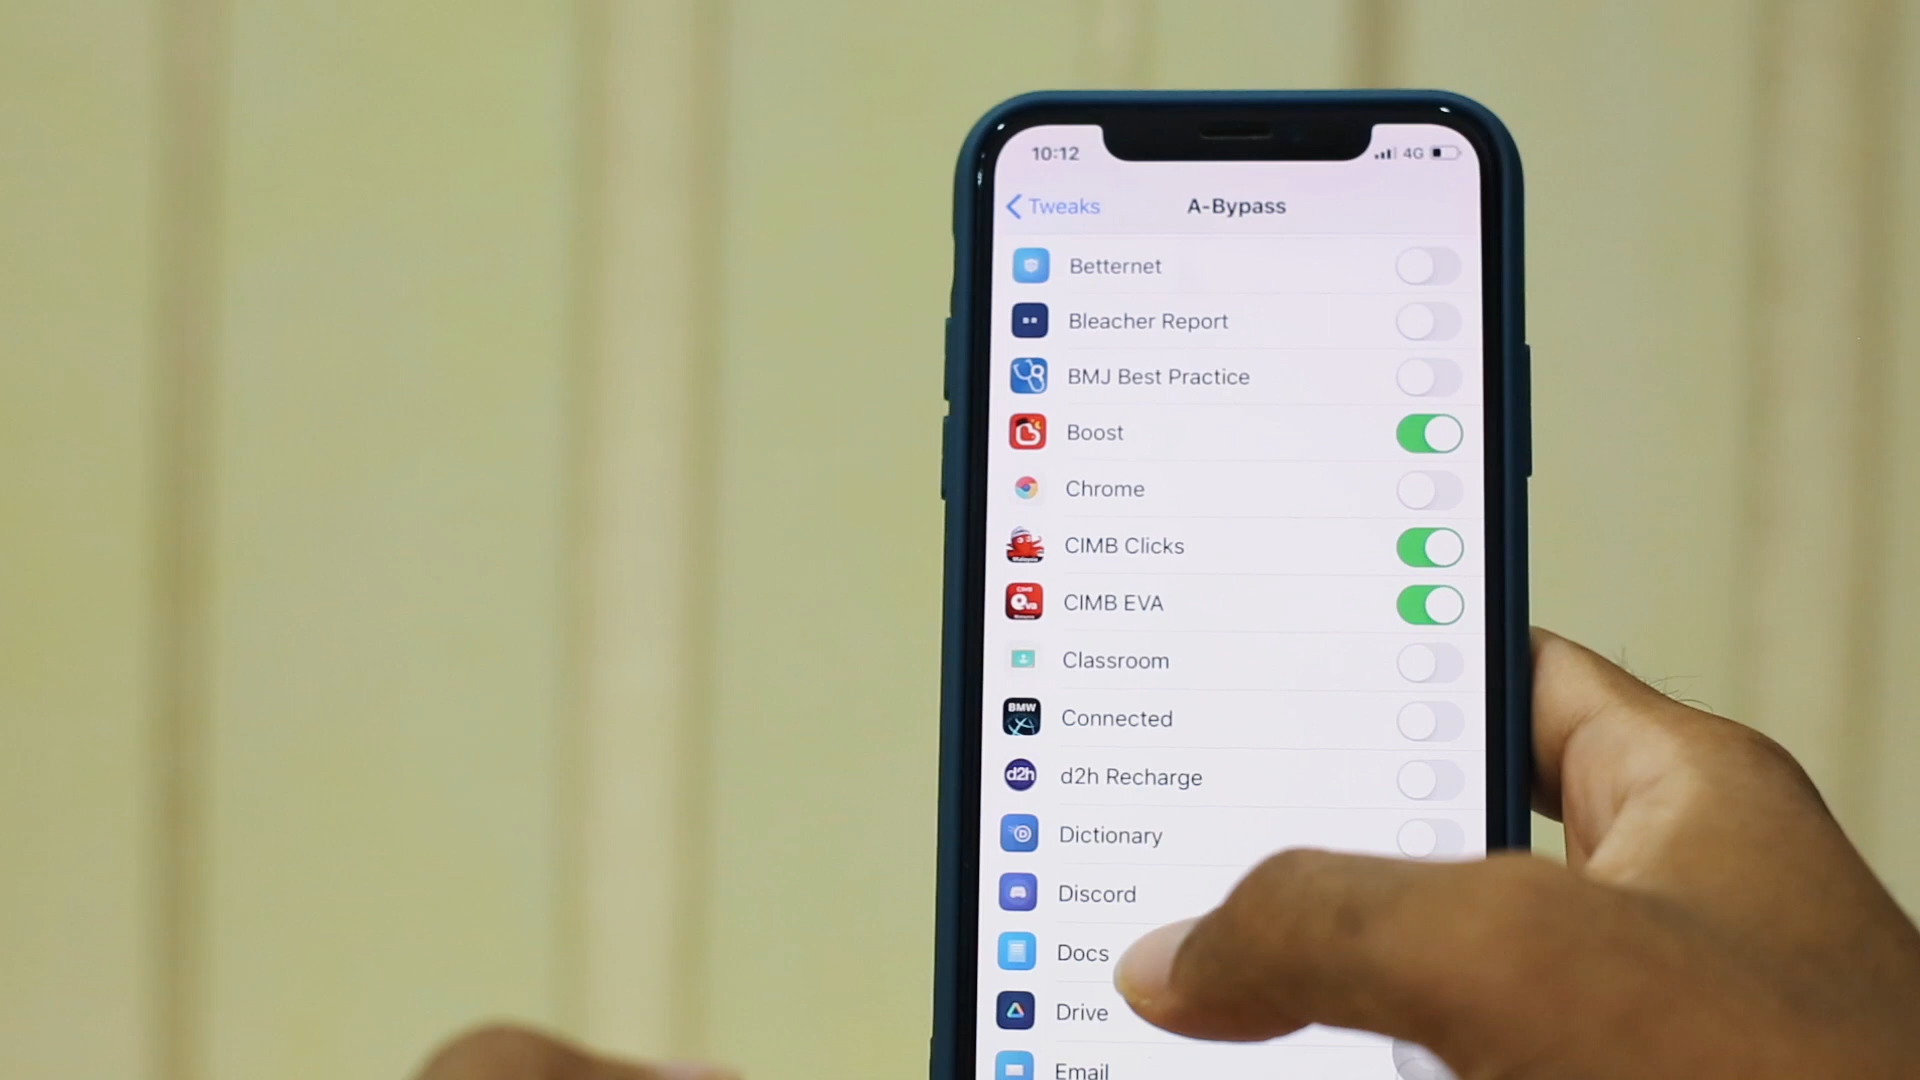 10:12
4G
Tweaks
A-Bypass
Betternet
Bleacher Report
BMJ Best Practice
Boost
Chrome
CIMB Clicks
CIMB EVA
Classroom
BMW
Connected
d2h
d2h Recharge
Dictionary
Discord
Docs
Drive
Email